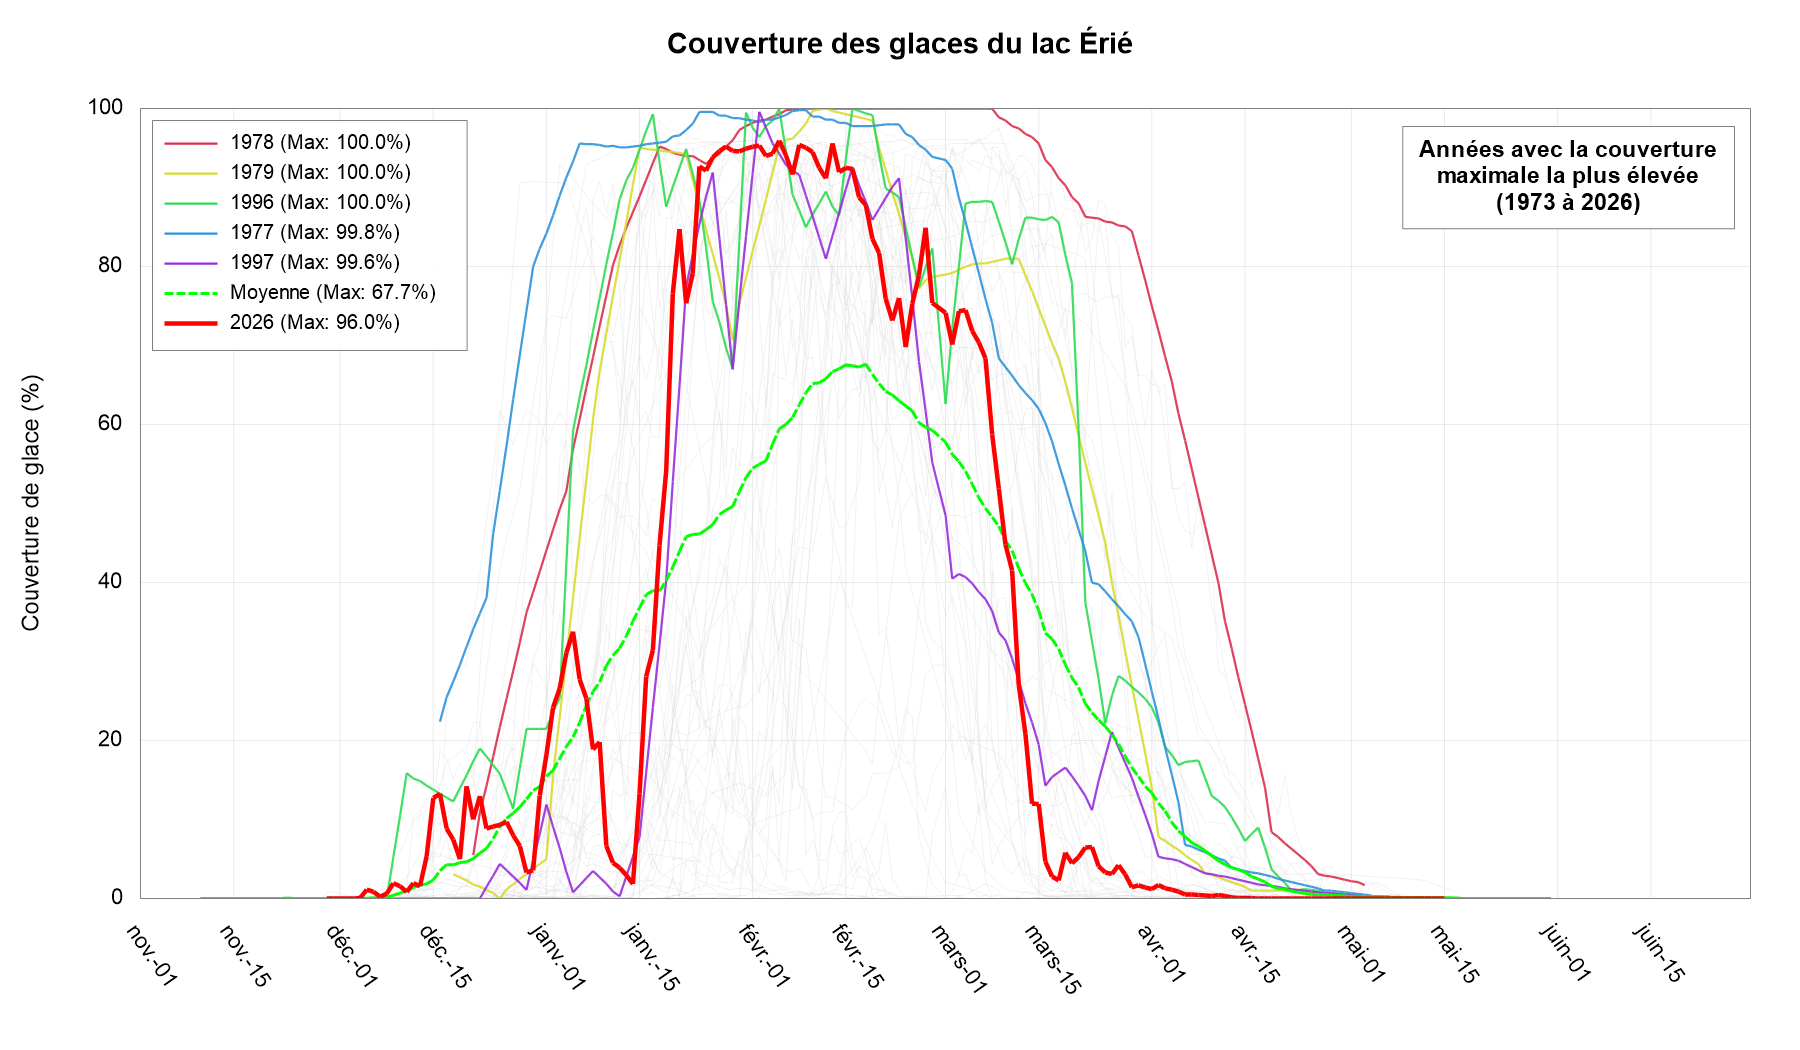 Couverture des glaces du lac Érié
1978 (Max: 100.0%)
1979 (Max: 100.0%)
1996 (Max: 100.0%)
1977 (Max: 99.8%)
1997 (Max: 99.6%)
Moyenne (Max: 67.7%)
2026 (Max: 96.0%)
Années avec la couverture
maximale la plus élevée
(1973 à 2026)
Couverture de glace (%)
100
80
60
40
20
0
nov.-01
nov.-15
déc.-01
déc.-15
janv.-01
janv.-15
févr.-01
févr.-15
mars-01
mars-15
avr.-01
avr.-15
mai-01
mai-15
juin-01
juin-15